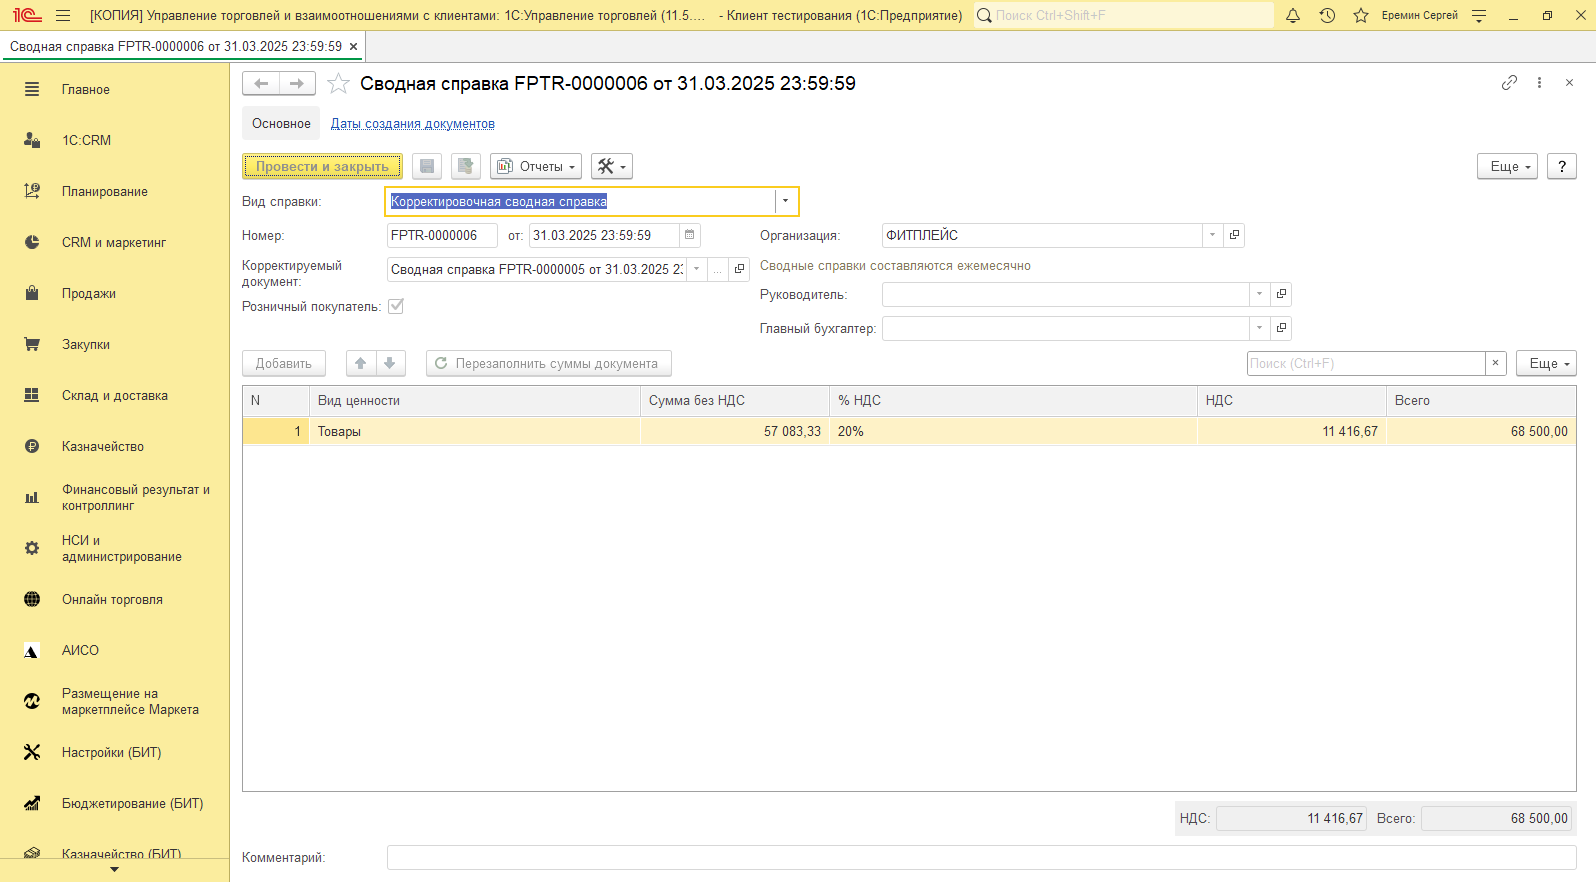 [КОПИЯ] Управление торговлей и взаимоотношениями с клиентами: 1С:Управление торговлей (11.5.... - Клиент тестирования (1С:Предприятие)
Поиск Ctrl+Shift+F
Еремин Сергей
Сводная справка FPTR-0000006 от 31.03.2025 23:59:59 ×
Главное
1С:CRM
Планирование
CRM и маркетинг
Продажи
Закупки
Склад и доставка
Казначейство
Финансовый результат и
контроллинг
НСИ и
администрирование
Онлайн торговля
АИСО
Размещение на
маркетплейсе Маркета
Настройки (БИТ)
Бюджетирование (БИТ)
Казначейство (БИТ)
Сводная справка FPTR-0000006 от 31.03.2025 23:59:59
Основное Даты создания документов
Провести и закрыть Отчеты Еще ?
Вид справки: Корректировочная сводная справка
Номер: FPTR-0000006 от: 31.03.2025 23:59:59 Организация: ФИТПЛЕЙС
Корректируемый
документ: Сводная справка FPTR-0000005 от 31.03.2025 23 ... Сводные справки составляются ежемесячно
Руководитель:
Розничный покупатель:
Главный бухгалтер:
Добавить Перезаполнить суммы документа Поиск (Ctrl+F) × Еще
N Вид ценности Сумма без НДС % НДС НДС Всего
1 Товары 57 083,33 20% 11 416,67 68 500,00
НДС: 11 416,67 Всего: 68 500,00
Комментарий: